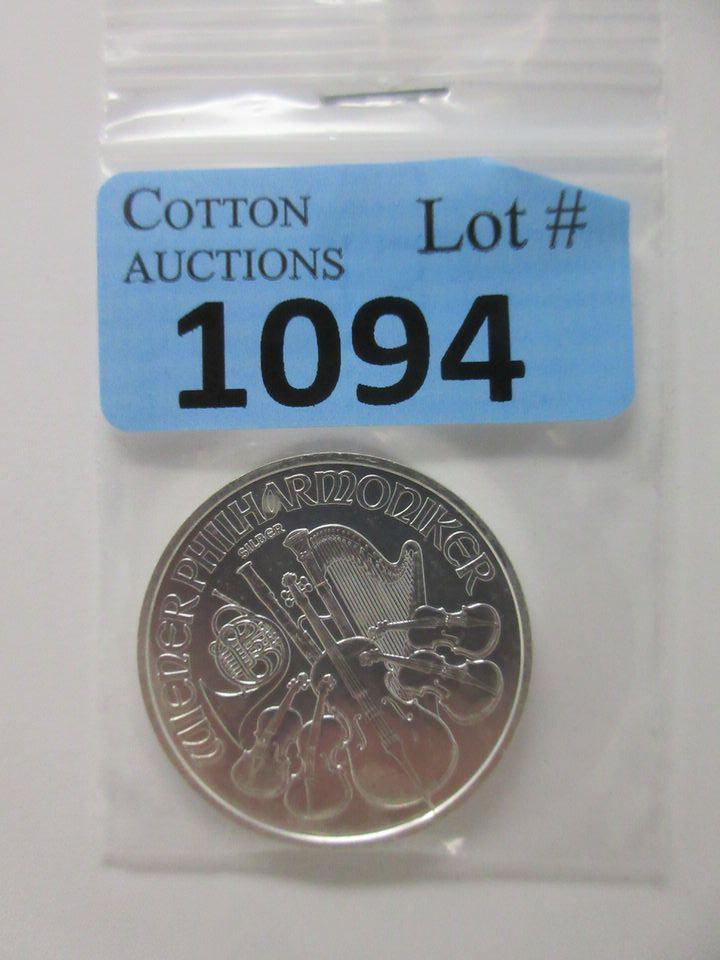 COTTON
AUCTIONS
Lot #
1094
WIENER PHILHARMONIKER
SILBER